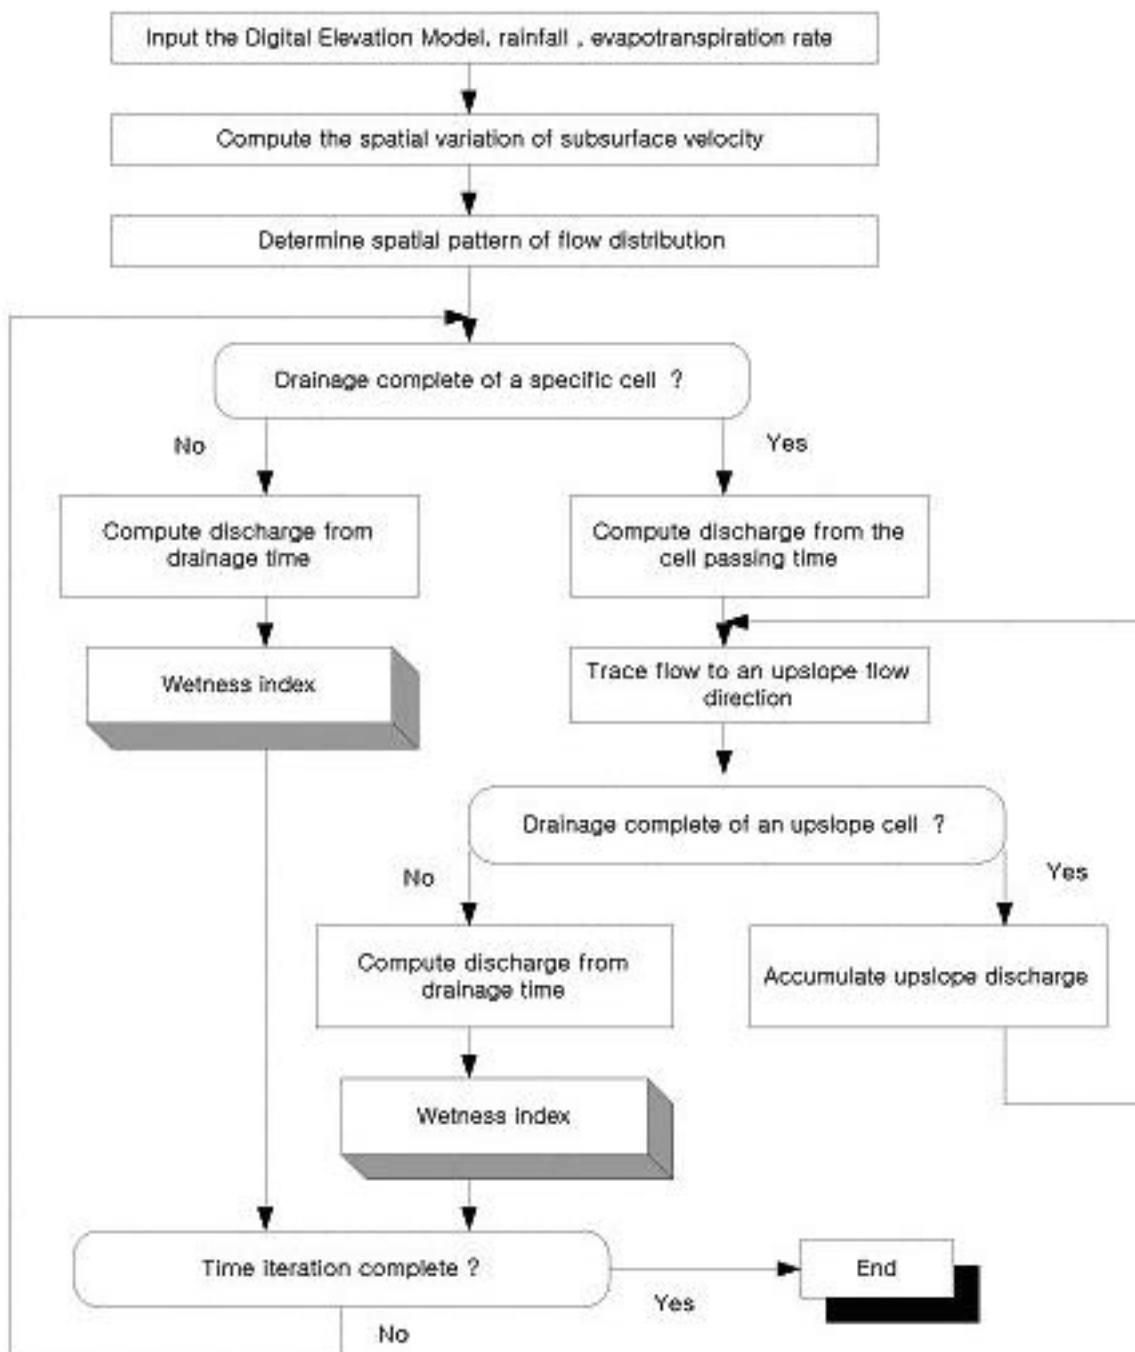 Input the Digital Elevation Model, rainfall , evapotranspiration rate
Compute the spatial variation of subsurface velocity
Determine spatial pattern of flow distribution
Drainage complete of a specific cell ?
No
Yes
Compute discharge from
drainage time
Compute discharge from the
cell passing time
Wetness index
Trace flow to an upslope flow
direction
Drainage complete of an upslope cell ?
No
Yes
Compute discharge from
drainage time
Accumulate upslope discharge
Wetness index
Time iteration complete ?
End
Yes
No